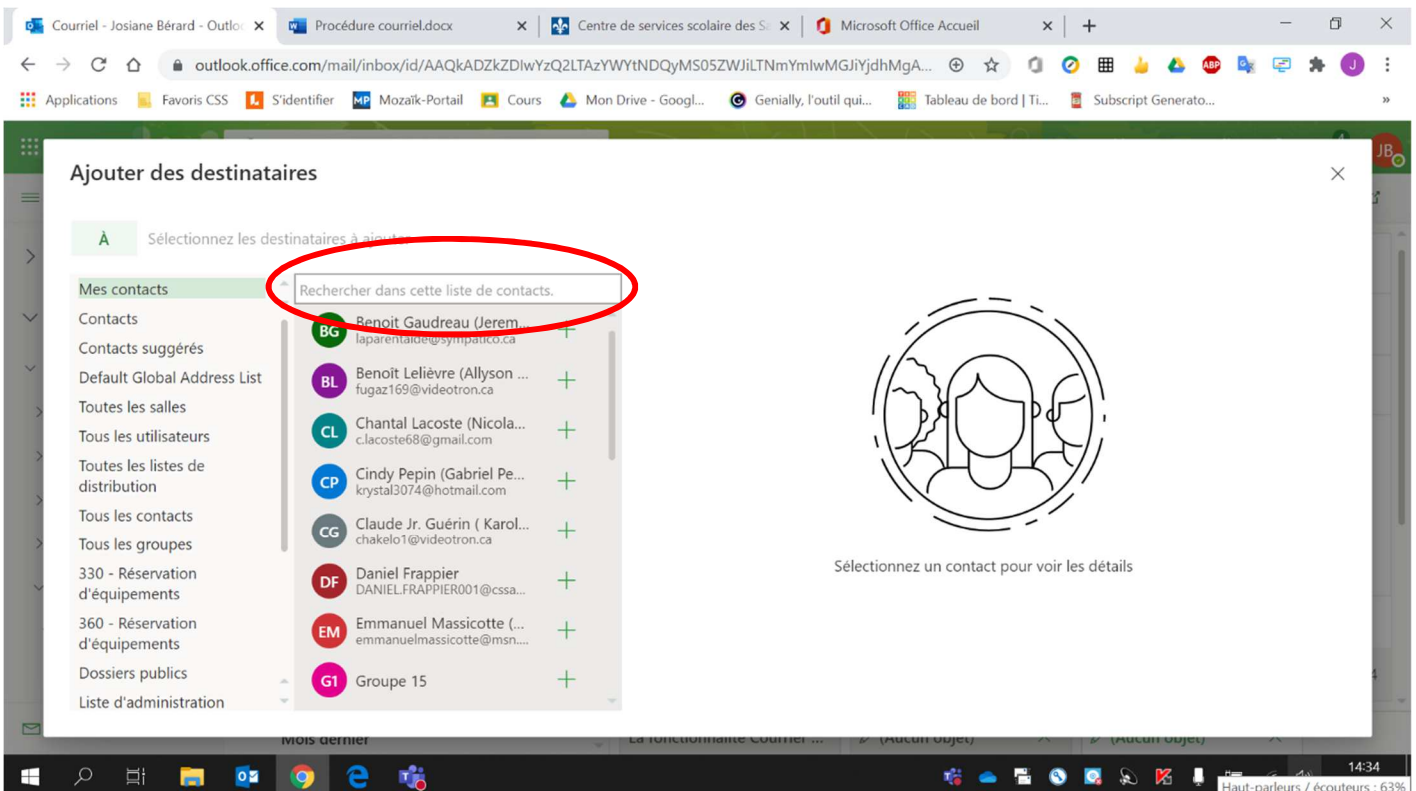 Courriel - Josiane Bérard - Outloo
Procédure courriel.docx
Centre de services scolaire des S
Microsoft Office Accueil
outlook.office.com/mail/inbox/id/AAQkADZkZDIwYzQ2LTAzYWYtNDQyMS05ZWJiLTNmYmIwMGJiYjdhMgA...
ABP
J
Applications
Favoris CSS
S'identifier
MP
Mozaïk-Portail
Cours
Mon Drive - Googl...
Genially, l'outil qui...
Tableau de bord | Ti...
Subscript Generato...
»
JB
Ajouter des destinataires
À
Sélectionnez les destinataires à ajouter
Mes contacts
Contacts
Contacts suggérés
Default Global Address List
Toutes les salles
Tous les utilisateurs
Toutes les listes de
distribution
Tous les contacts
Tous les groupes
330 - Réservation
d'équipements
360 - Réservation
d'équipements
Dossiers publics
Liste d'administration
Rechercher dans cette liste de contacts.
BG
Benoit Gaudreau (Jerem...
laparentaide@sympatico.ca
BL
Benoît Lelièvre (Allyson ...
fugaz169@videotron.ca
CL
Chantal Lacoste (Nicola...
c.lacoste68@gmail.com
CP
Cindy Pepin (Gabriel Pe...
krystal3074@hotmail.com
CG
Claude Jr. Guérin ( Karol...
chakelo1@videotron.ca
DF
Daniel Frappier
DANIEL.FRAPPIER001@cssa...
EM
Emmanuel Massicotte (...
emmanuelmassicotte@msn....
G1
Groupe 15
Sélectionnez un contact pour voir les détails
Mois dernier
La fonctionnalité Courrier ...
(Aucun objet)
(Aucun objet)
14:34
Haut-parleurs / écouteurs : 63%